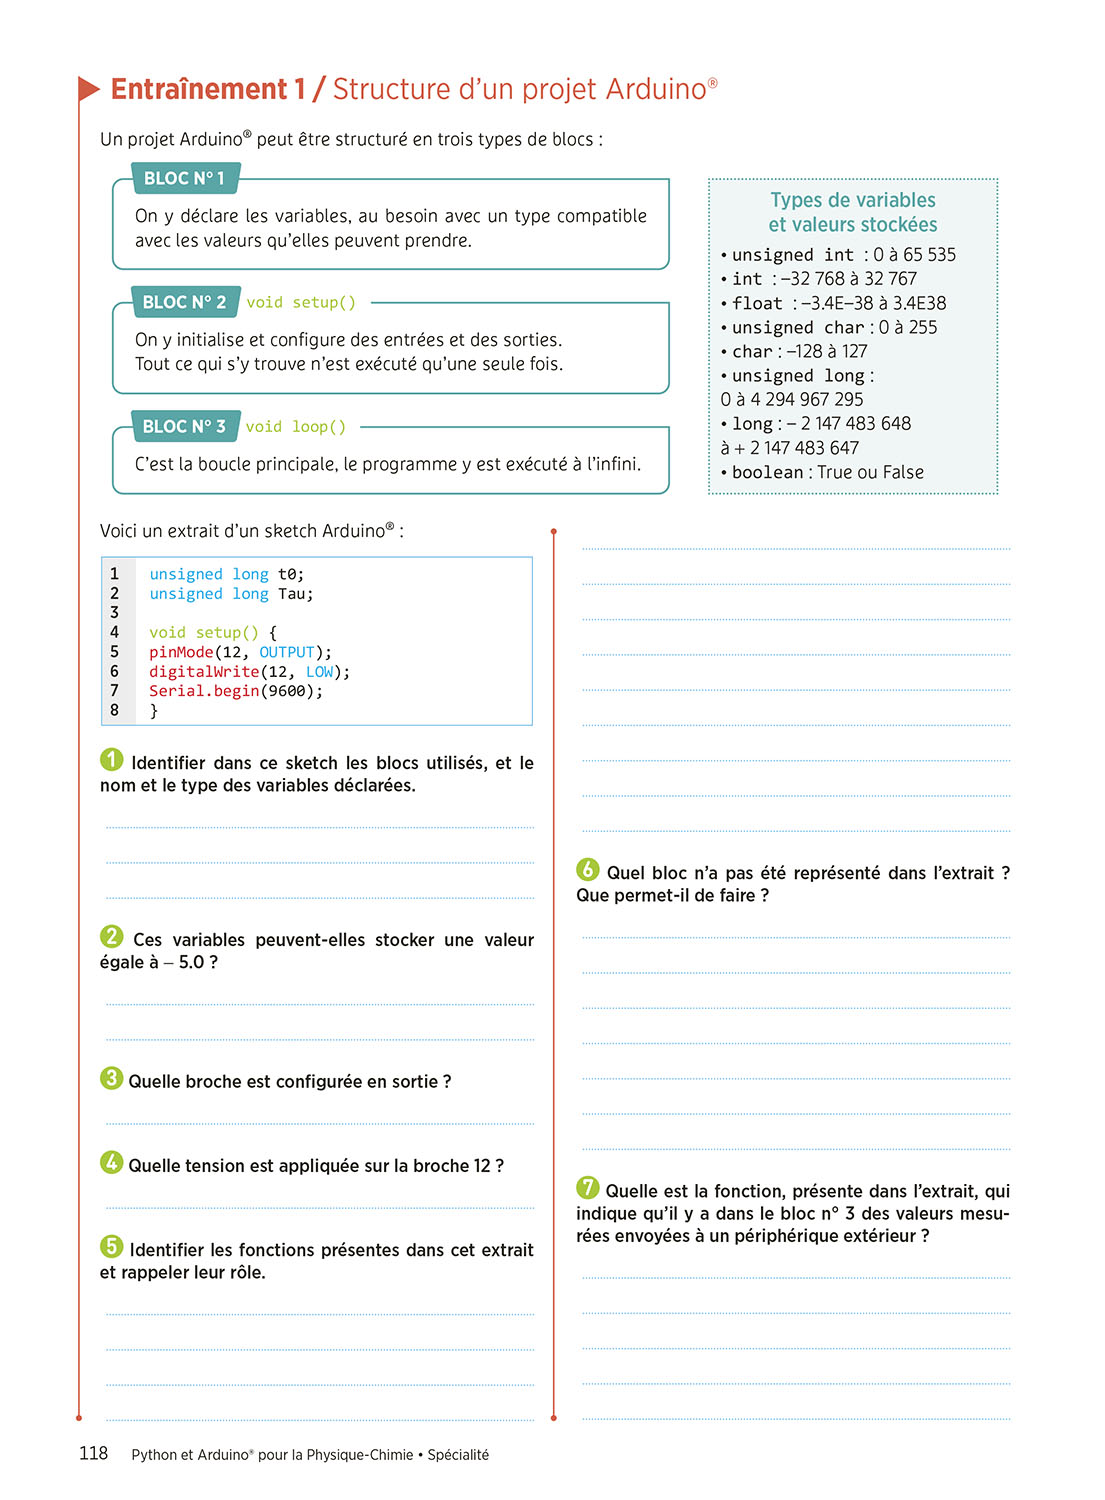 Entraînement 1 / Structure d'un projet Arduino®
Un projet Arduino® peut être structuré en trois types de blocs :
BLOC N° 1
On y déclare les variables, au besoin avec un type compatible
avec les valeurs qu'elles peuvent prendre.
BLOC N° 2 void setup()
On y initialise et configure des entrées et des sorties.
Tout ce qui s'y trouve n'est exécuté qu'une seule fois.
BLOC N° 3 void loop()
C'est la boucle principale, le programme y est exécuté à l'infini.
Types de variables
et valeurs stockées
• unsigned int : 0 à 65 535
• int : –32 768 à 32 767
• float : –3.4E–38 à 3.4E38
• unsigned char : 0 à 255
• char : –128 à 127
• unsigned long :
0 à 4 294 967 295
• long : – 2 147 483 648
à + 2 147 483 647
• boolean : True ou False
Voici un extrait d'un sketch Arduino® :
1 unsigned long t0;
2 unsigned long Tau;
3
4 void setup() {
5 pinMode(12, OUTPUT);
6 digitalWrite(12, LOW);
7 Serial.begin(9600);
8 }
1 Identifier dans ce sketch les blocs utilisés, et le
nom et le type des variables déclarées.
2 Ces variables peuvent-elles stocker une valeur
égale à – 5.0 ?
3 Quelle broche est configurée en sortie ?
4 Quelle tension est appliquée sur la broche 12 ?
5 Identifier les fonctions présentes dans cet extrait
et rappeler leur rôle.
6 Quel bloc n'a pas été représenté dans l'extrait ?
Que permet-il de faire ?
7 Quelle est la fonction, présente dans l'extrait, qui
indique qu'il y a dans le bloc n° 3 des valeurs mesu-
rées envoyées à un périphérique extérieur ?
118 Python et Arduino® pour la Physique-Chimie • Spécialité